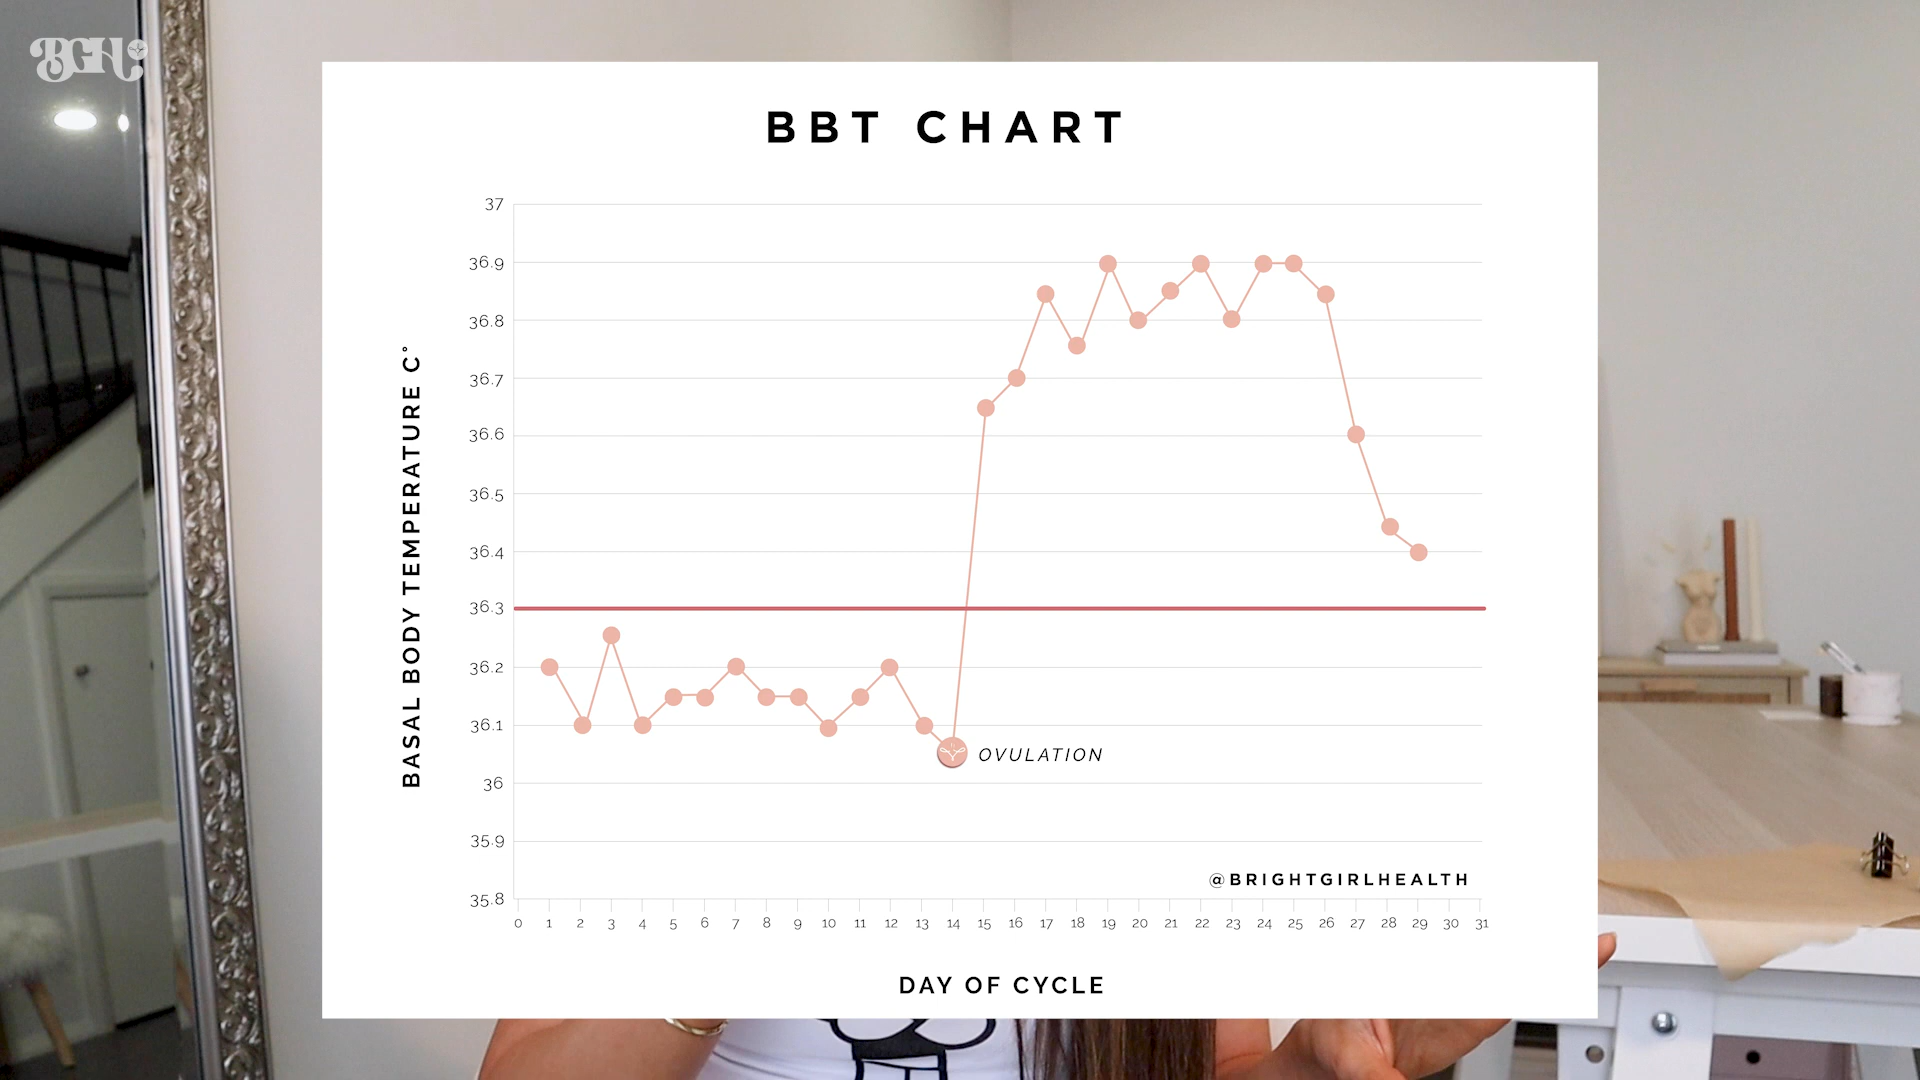 BGH
BBT CHART
BASAL BODY TEMPERATURE C°
37
36.9
36.8
36.7
36.6
36.5
36.4
36.3
36.2
36.1
36
35.9
35.8
OVULATION
@BRIGHTGIRLHEALTH
0 1 2 3 4 5 6 7 8 9 10 11 12 13 14 15 16 17 18 19 20 21 22 23 24 25 26 27 28 29 30 31
DAY OF CYCLE